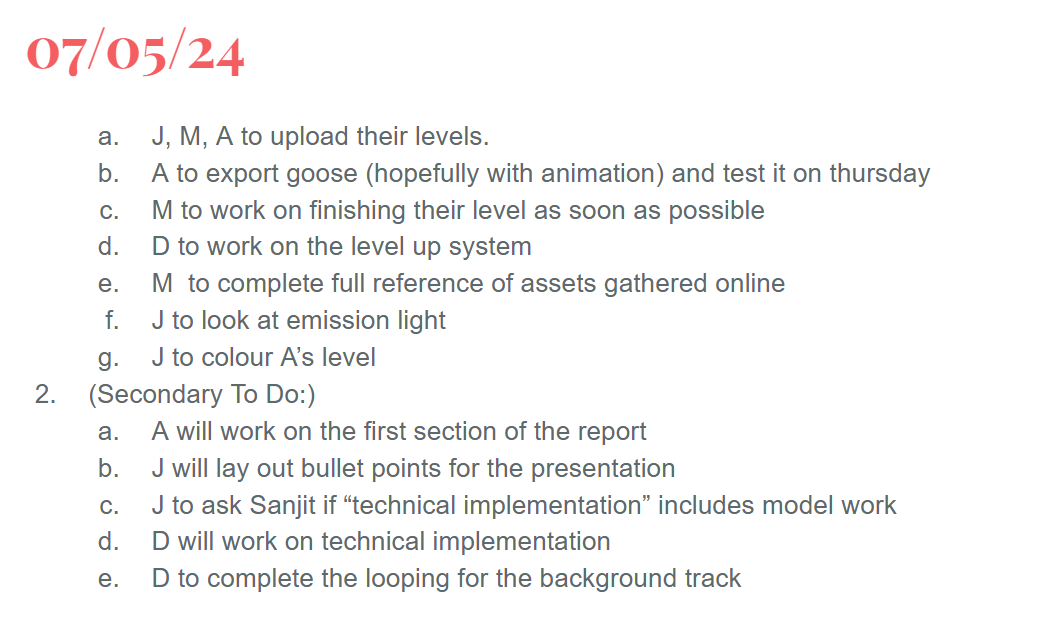 07/05/24
a. J, M, A to upload their levels.
b. A to export goose (hopefully with animation) and test it on thursday
c. M to work on finishing their level as soon as possible
d. D to work on the level up system
e. M  to complete full reference of assets gathered online
f. J to look at emission light
g. J to colour A’s level
2. (Secondary To Do:)
a. A will work on the first section of the report
b. J will lay out bullet points for the presentation
c. J to ask Sanjit if “technical implementation” includes model work
d. D will work on technical implementation
e. D to complete the looping for the background track